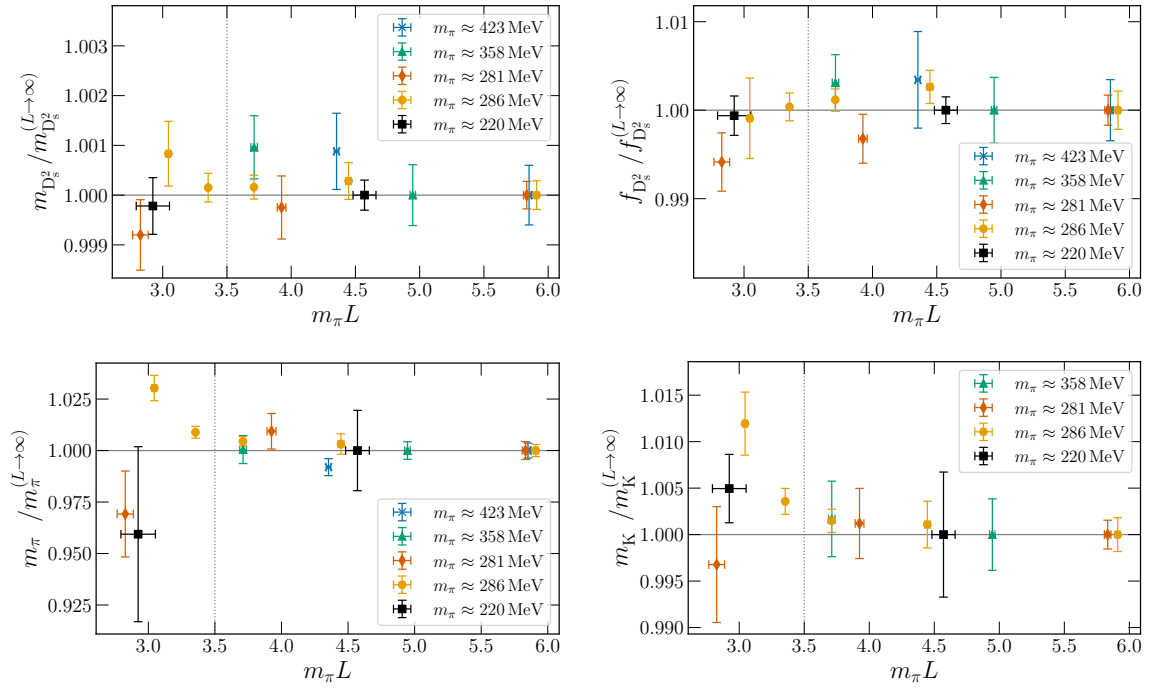 1.003
1.002
1.001
1.000
0.999
m_{D_s^2}/m_{D_s^2}^{(L→∞)}
m_π ≈ 423 MeV
m_π ≈ 358 MeV
m_π ≈ 281 MeV
m_π ≈ 286 MeV
m_π ≈ 220 MeV
3.0 3.5 4.0 4.5 5.0 5.5 6.0
m_π L
1.01
1.00
0.99
f_{D_s^2}/f_{D_s^2}^{(L→∞)}
m_π ≈ 423 MeV
m_π ≈ 358 MeV
m_π ≈ 281 MeV
m_π ≈ 286 MeV
m_π ≈ 220 MeV
3.0 3.5 4.0 4.5 5.0 5.5 6.0
m_π L
1.025
1.000
0.975
0.950
0.925
m_π/m_π^{(L→∞)}
m_π ≈ 423 MeV
m_π ≈ 358 MeV
m_π ≈ 281 MeV
m_π ≈ 286 MeV
m_π ≈ 220 MeV
3.0 3.5 4.0 4.5 5.0 5.5 6.0
m_π L
1.015
1.010
1.005
1.000
0.995
0.990
m_K/m_K^{(L→∞)}
m_π ≈ 358 MeV
m_π ≈ 281 MeV
m_π ≈ 286 MeV
m_π ≈ 220 MeV
3.0 3.5 4.0 4.5 5.0 5.5 6.0
m_π L